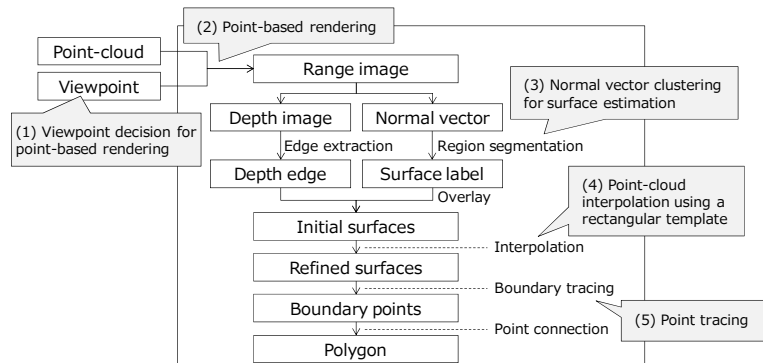 (2) Point-based rendering
Point-cloud
Viewpoint
Range image
(1) Viewpoint decision for
point-based rendering
(3) Normal vector clustering
for surface estimation
Depth image
Normal vector
Edge extraction
Region segmentation
Depth edge
Surface label
Overlay
(4) Point-cloud
interpolation using a
rectangular template
Initial surfaces
Interpolation
Refined surfaces
Boundary tracing
Boundary points
(5) Point tracing
Point connection
Polygon